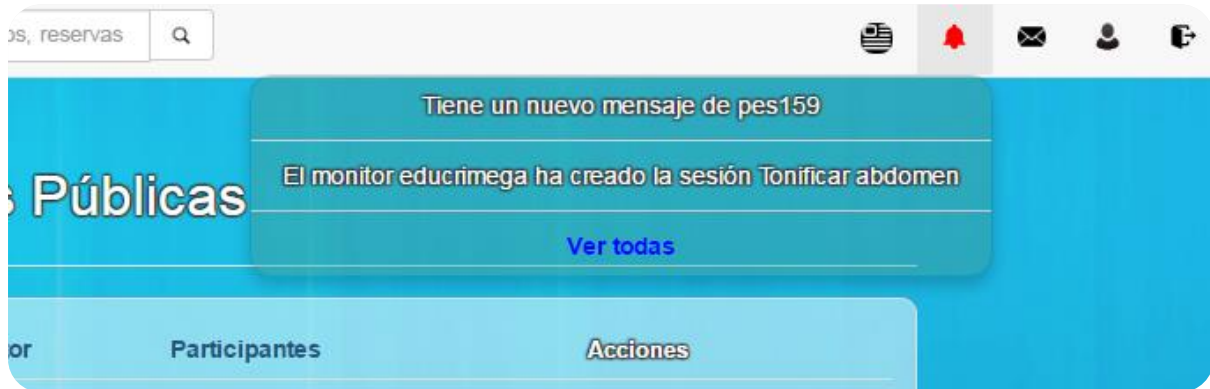 os, reservas
Tiene un nuevo mensaje de pes159
El monitor educrimega ha creado la sesión Tonificar abdomen
s Públicas
Ver todas
or Participantes Acciones